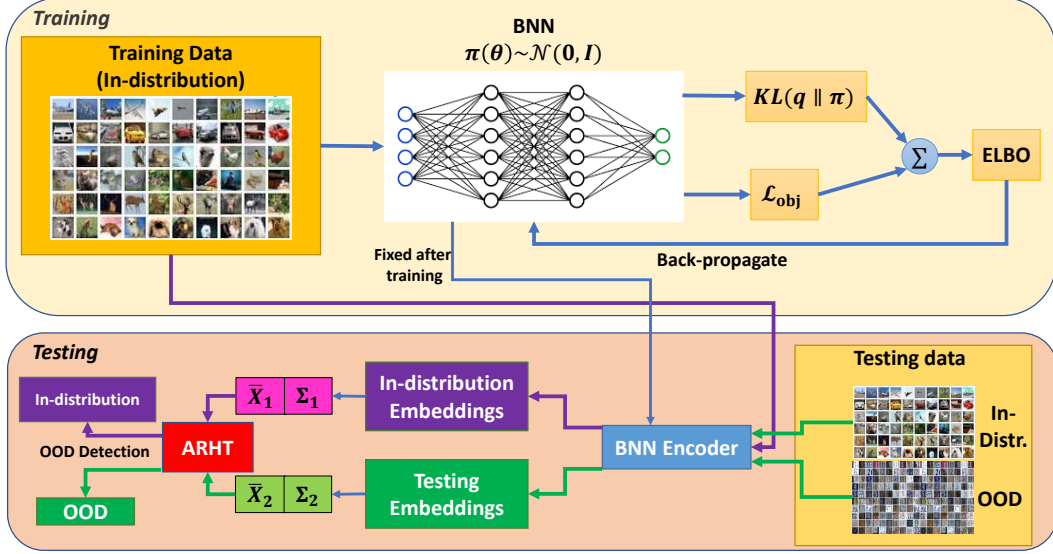 Training
Training Data
(In-distribution)
BNN
π(θ)~𝒩(0, I)
KL(q ∥ π)
Σ
ELBO
ℒobj
Fixed after
training
Back-propagate
Testing
In-distribution
OOD Detection
OOD
ARHT
X̄₁ Σ₁
X̄₂ Σ₂
In-distribution
Embeddings
Testing
Embeddings
BNN Encoder
Testing data
In-
Distr.
OOD